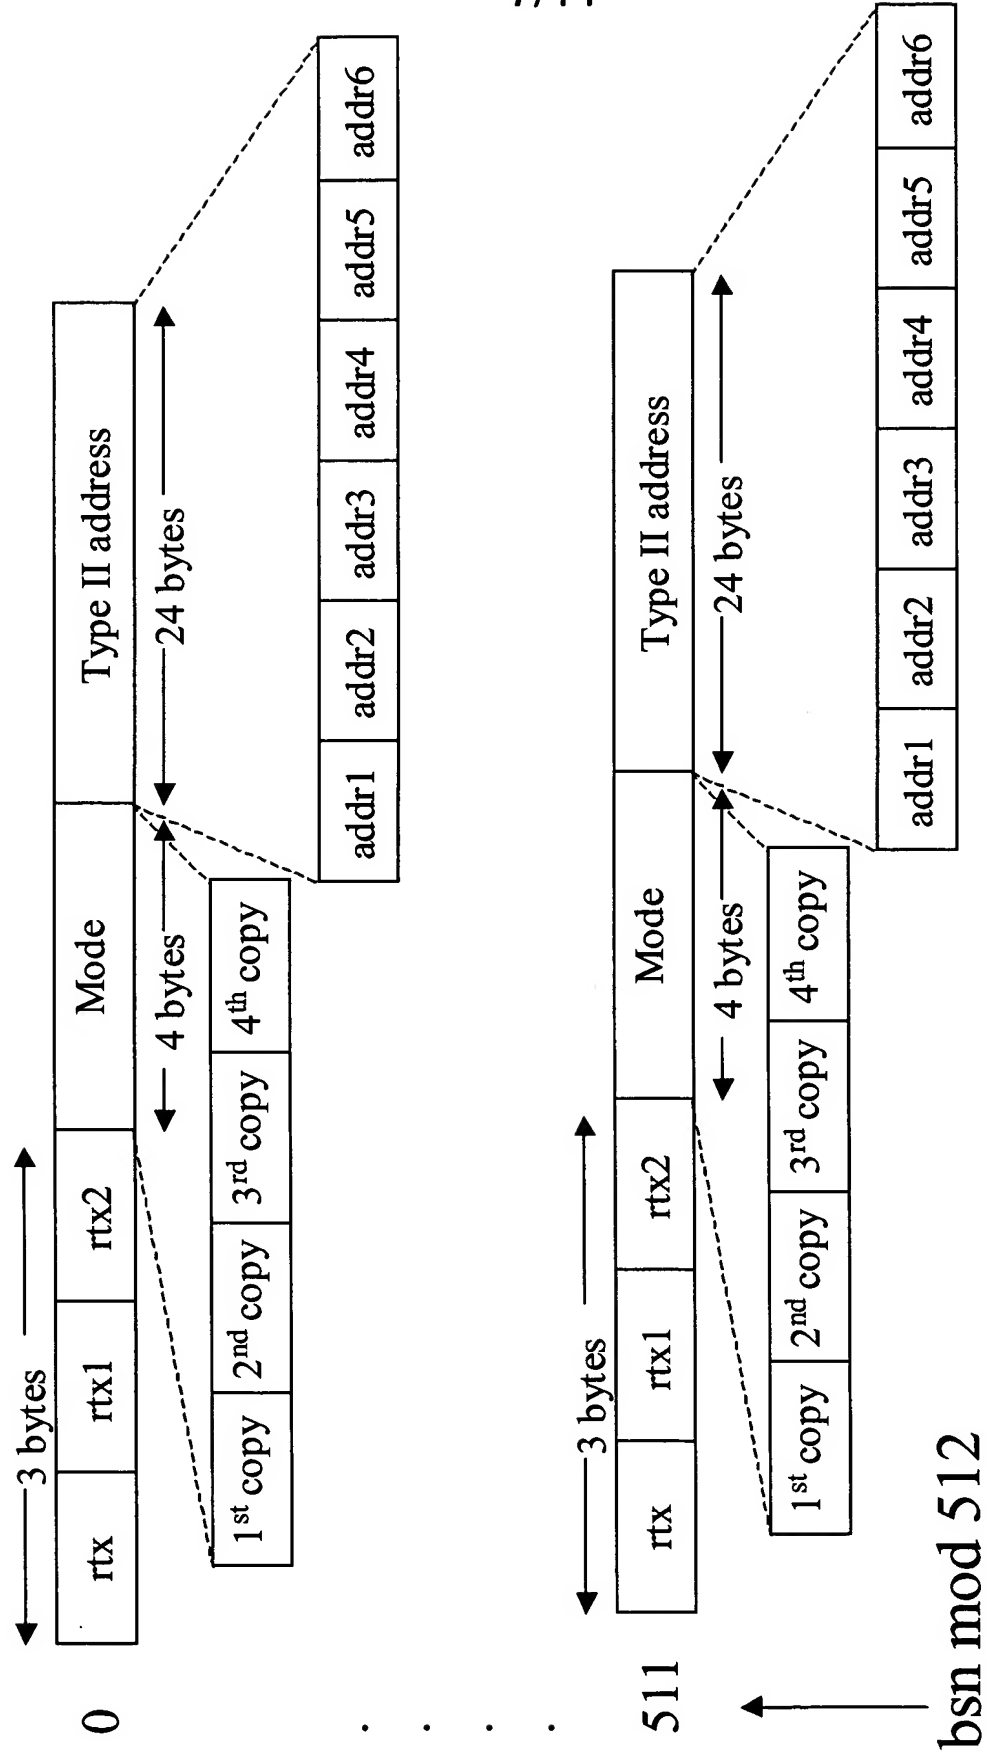 7/11
3 bytes
0 rtx rtx1 rtx2 Mode Type II address
4 bytes 24 bytes
1st copy 2nd copy 3rd copy 4th copy
addr1 addr2 addr3 addr4 addr5 addr6
. . . .
3 bytes
511 rtx rtx1 rtx2 Mode Type II address
4 bytes 24 bytes
1st copy 2nd copy 3rd copy 4th copy
addr1 addr2 addr3 addr4 addr5 addr6
bsn mod 512